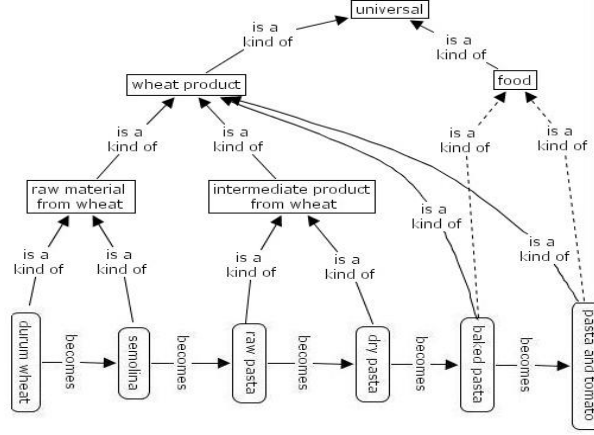 universal
is a
kind of
is a
kind of
wheat product
food
is a
kind of
is a
kind of
is a
kind of
is a
kind of
raw material
from wheat
intermediate product
from wheat
is a
kind of
is a
kind of
is a
kind of
is a
kind of
is a
kind of
is a
kind of
durum wheat
becomes
semolina
becomes
raw pasta
becomes
dry pasta
becomes
baked pasta
becomes
pasta and tomato